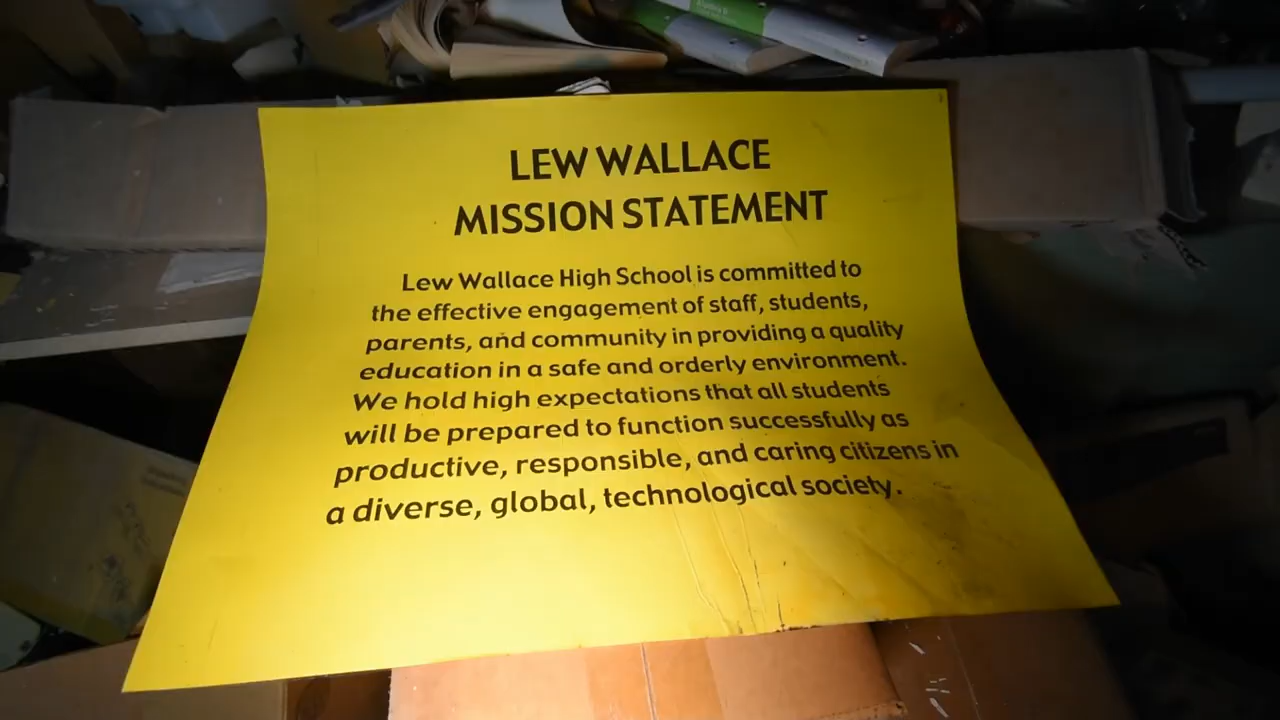 LEW WALLACE
MISSION STATEMENT
Lew Wallace High School is committed to
the effective engagement of staff, students,
parents, and community in providing a quality
education in a safe and orderly environment.
We hold high expectations that all students
will be prepared to function successfully as
productive, responsible, and caring citizens in
a diverse, global, technological society.